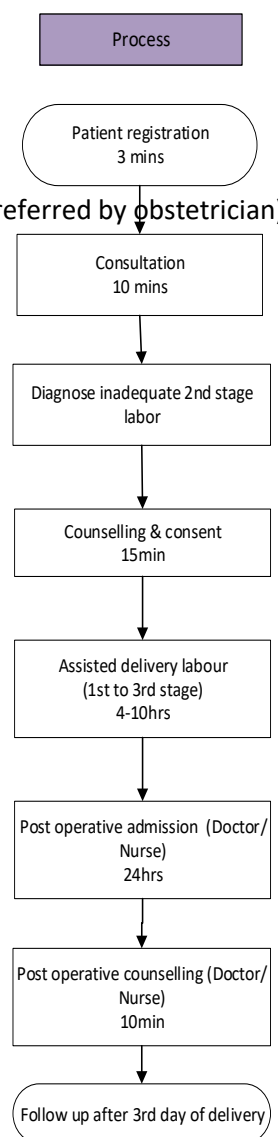 Process
Patient registration
3 mins
referred by obstetrician)
Consultation
10 mins
Diagnose inadequate 2nd stage
labor
Counselling & consent
15min
Assisted delivery labour
(1st to 3rd stage)
4-10hrs
Post operative admission (Doctor/
Nurse)
24hrs
Post operative counselling (Doctor/
Nurse)
10min
Follow up after 3rd day of delivery